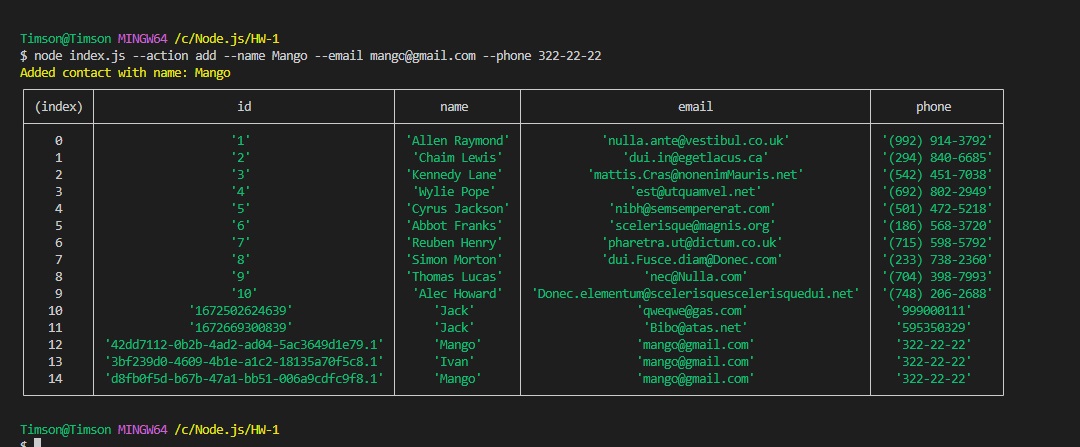 Timson@Timson MINGW64 /c/Node.js/HW-1
$ node index.js --action add --name Mango --email mango@gmail.com --phone 322-22-22
Added contact with name: Mango
(index) id name email phone
0 '1' 'Allen Raymond' 'nulla.ante@vestibul.co.uk' '(992) 914-3792'
1 '2' 'Chaim Lewis' 'dui.in@egetlacus.ca' '(294) 840-6685'
2 '3' 'Kennedy Lane' 'mattis.Cras@nonenimMauris.net' '(542) 451-7038'
3 '4' 'Wylie Pope' 'est@utquamvel.net' '(692) 802-2949'
4 '5' 'Cyrus Jackson' 'nibh@semsempererat.com' '(501) 472-5218'
5 '6' 'Abbot Franks' 'scelerisque@magnis.org' '(186) 568-3720'
6 '7' 'Reuben Henry' 'pharetra.ut@dictum.co.uk' '(715) 598-5792'
7 '8' 'Simon Morton' 'dui.Fusce.diam@Donec.com' '(233) 738-2360'
8 '9' 'Thomas Lucas' 'nec@Nulla.com' '(704) 398-7993'
9 '10' 'Alec Howard' 'Donec.elementum@scelerisquescelerisquedui.net' '(748) 206-2688'
10 '1672502624639' 'Jack' 'qweqwe@gas.com' '999000111'
11 '1672669300839' 'Jack' 'Bibo@atas.net' '595350329'
12 '42dd7112-0b2b-4ad2-ad04-5ac3649d1e79.1' 'Mango' 'mango@gmail.com' '322-22-22'
13 '3bf239d0-4609-4b1e-a1c2-18135a70f5c8.1' 'Ivan' 'mango@gmail.com' '322-22-22'
14 'd8fb0f5d-b67b-47a1-bb51-006a9cdfc9f8.1' 'Mango' 'mango@gmail.com' '322-22-22'
Timson@Timson MINGW64 /c/Node.js/HW-1
$